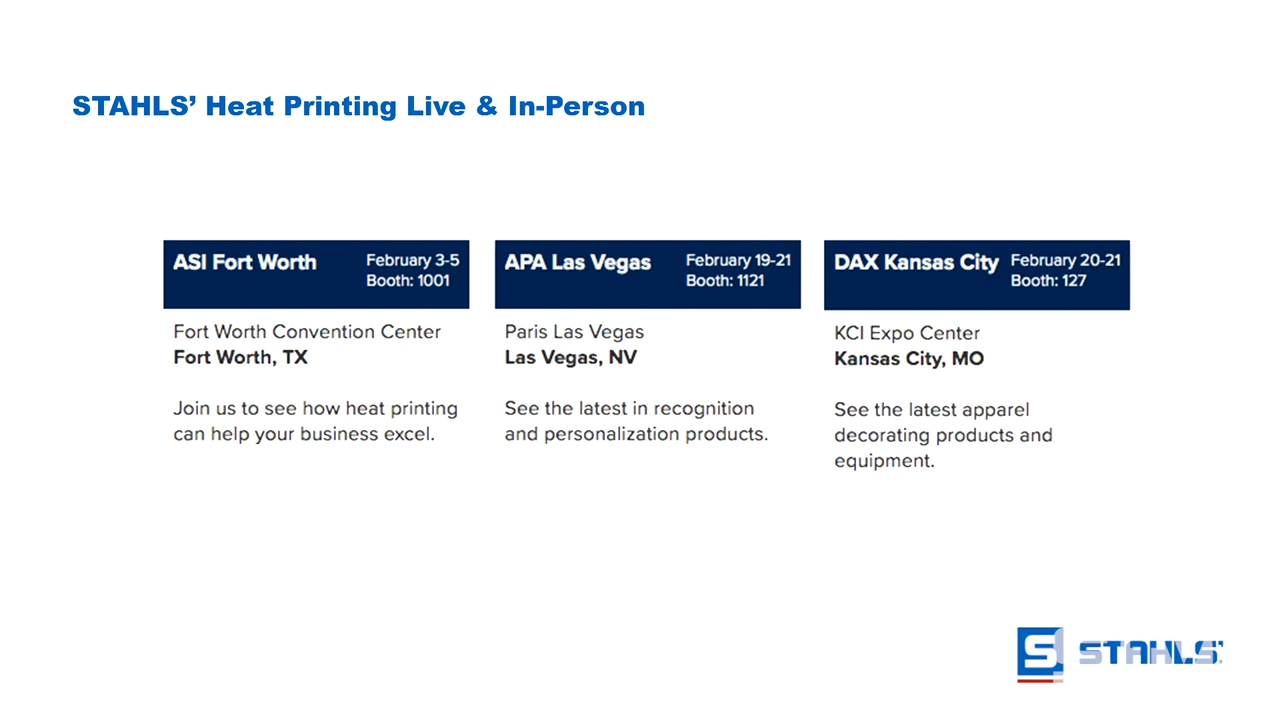 STAHLS’ Heat Printing Live & In-Person
ASI Fort Worth
February 3-5
Booth: 1001
Fort Worth Convention Center
Fort Worth, TX
Join us to see how heat printing
can help your business excel.
APA Las Vegas
February 19-21
Booth: 1121
Paris Las Vegas
Las Vegas, NV
See the latest in recognition
and personalization products.
DAX Kansas City
February 20-21
Booth: 127
KCI Expo Center
Kansas City, MO
See the latest apparel
decorating products and
equipment.
S STAHLS'